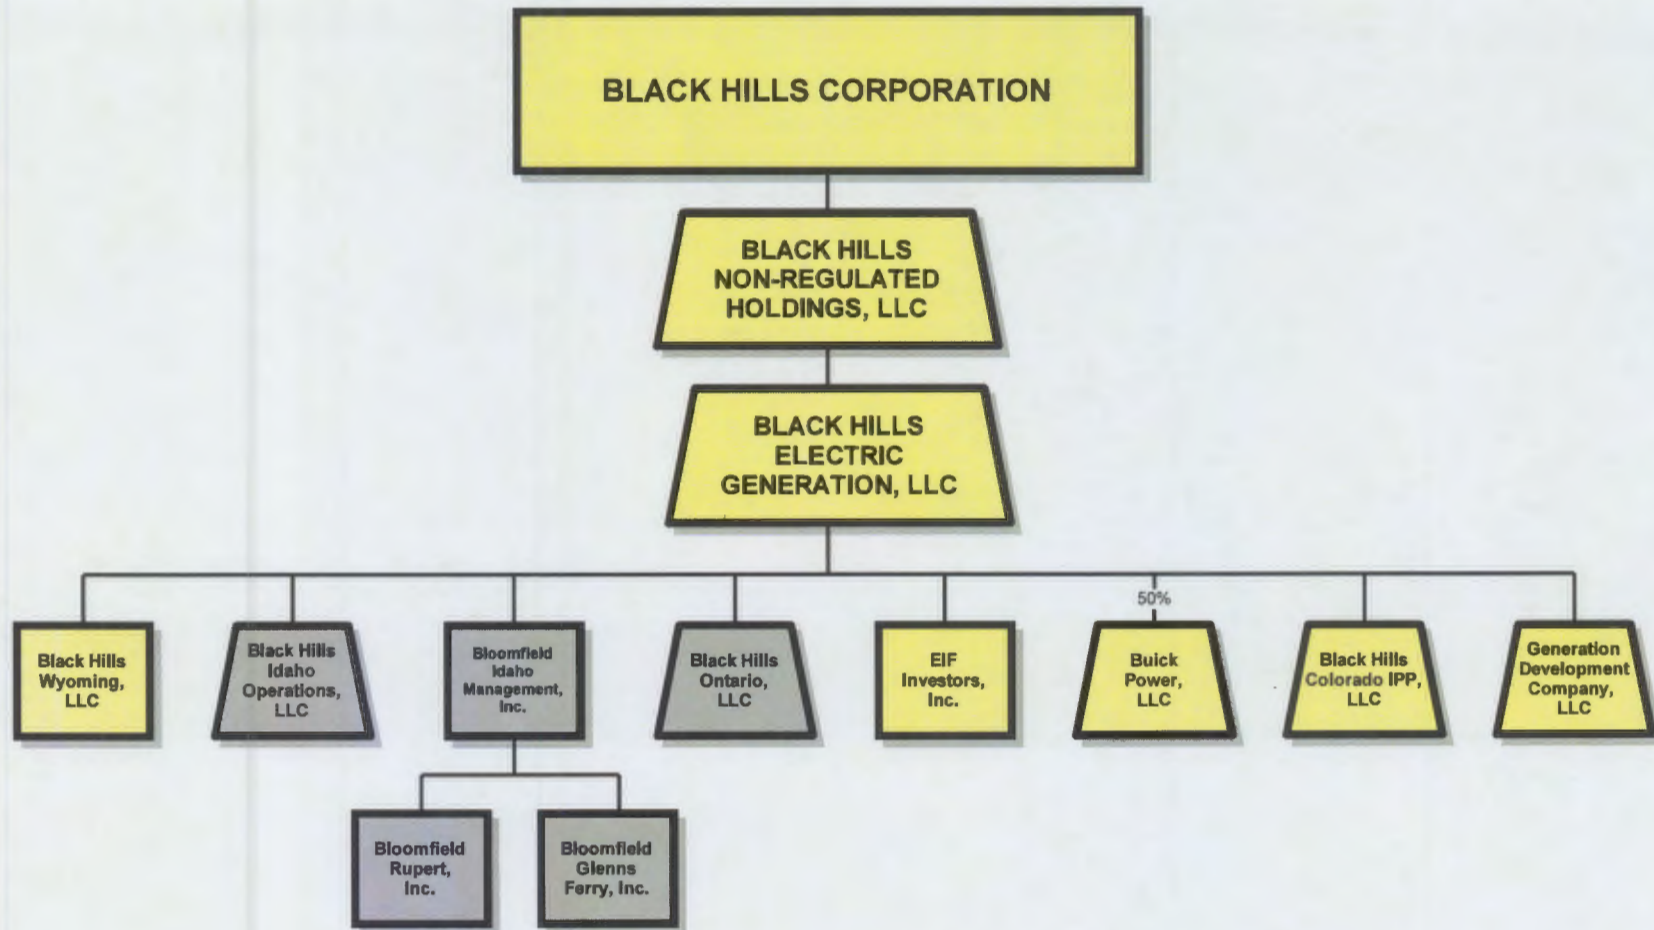 BLACK HILLS CORPORATION
BLACK HILLS
NON-REGULATED
HOLDINGS, LLC
BLACK HILLS
ELECTRIC
GENERATION, LLC
50%
Black Hills
Wyoming,
LLC
Black Hills
Idaho
Operations,
LLC
Bloomfield
Idaho
Management,
Inc.
Black Hills
Ontario,
LLC
EIF
Investors,
Inc.
Buick
Power,
LLC
Black Hills
Colorado IPP,
LLC
Generation
Development
Company,
LLC
Bloomfield
Rupert,
Inc.
Bloomfield
Glenns
Ferry, Inc.